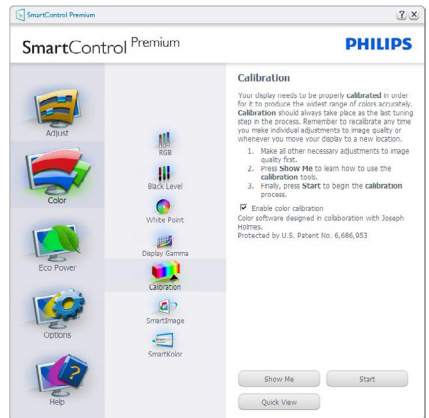 SmartControl Premium
SmartControl Premium
PHILIPS
Adjust
Color
Eco Power
Options
Help
RGB
Black Level
White Point
Display Gamma
Calibration
SmartImage
SmartKolor
Calibration
Your display needs to be properly calibrated in order
for it to produce the widest range of colors accurately.
Calibration should always take place as the last tuning
step in the process. Remember to recalibrate any time
you make individual adjustments to image quality or
whenever you move your display to a new location.
1. Make all other necessary adjustments to image
quality first.
2. Press Show Me to learn how to use the
calibration tools.
3. Finally, press Start to begin the calibration
process.
Enable color calibration
Color software designed in collaboration with Joseph
Holmes.
Protected by U.S. Patent No. 6,686,953
Show Me
Start
Quick View